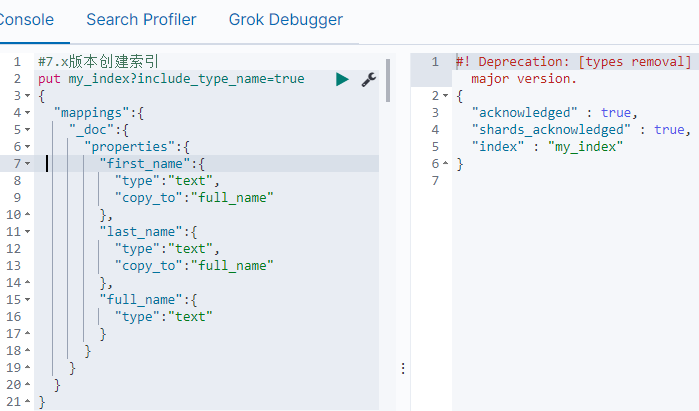 Console Search Profiler Grok Debugger
1 #7.x版本创建索引
2 put my_index?include_type_name=true
3 {
4 "mappings":{
5 "_doc":{
6 "properties":{
7 "first_name":{
8 "type":"text",
9 "copy_to":"full_name"
10 },
11 "last_name":{
12 "type":"text",
13 "copy_to":"full_name"
14 },
15 "full_name":{
16 "type":"text"
17 }
18 }
19 }
20 }
21 }
1 #! Deprecation: [types removal]
major version.
2 {
3 "acknowledged" : true,
4 "shards_acknowledged" : true,
5 "index" : "my_index"
6 }
7